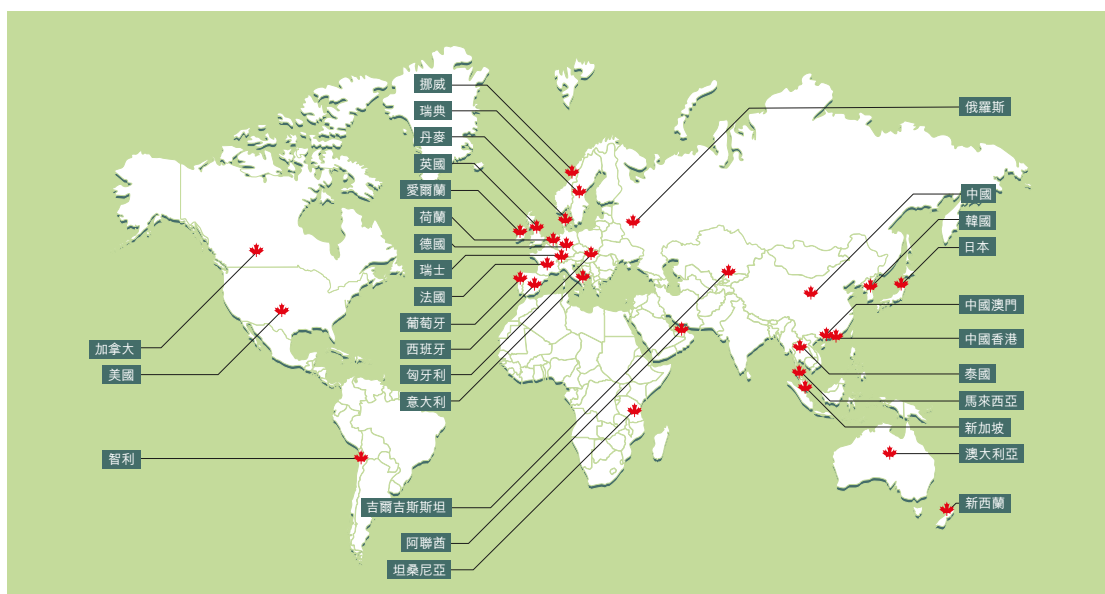 挪威
瑞典
丹麥
英國
愛爾蘭
荷蘭
德國
瑞士
法國
葡萄牙
西班牙
匈牙利
意大利
加拿大
美國
智利
吉爾吉斯斯坦
阿聯酋
坦桑尼亞
俄羅斯
中國
韓國
日本
中國澳門
中國香港
泰國
馬來西亞
新加坡
澳大利亞
新西蘭